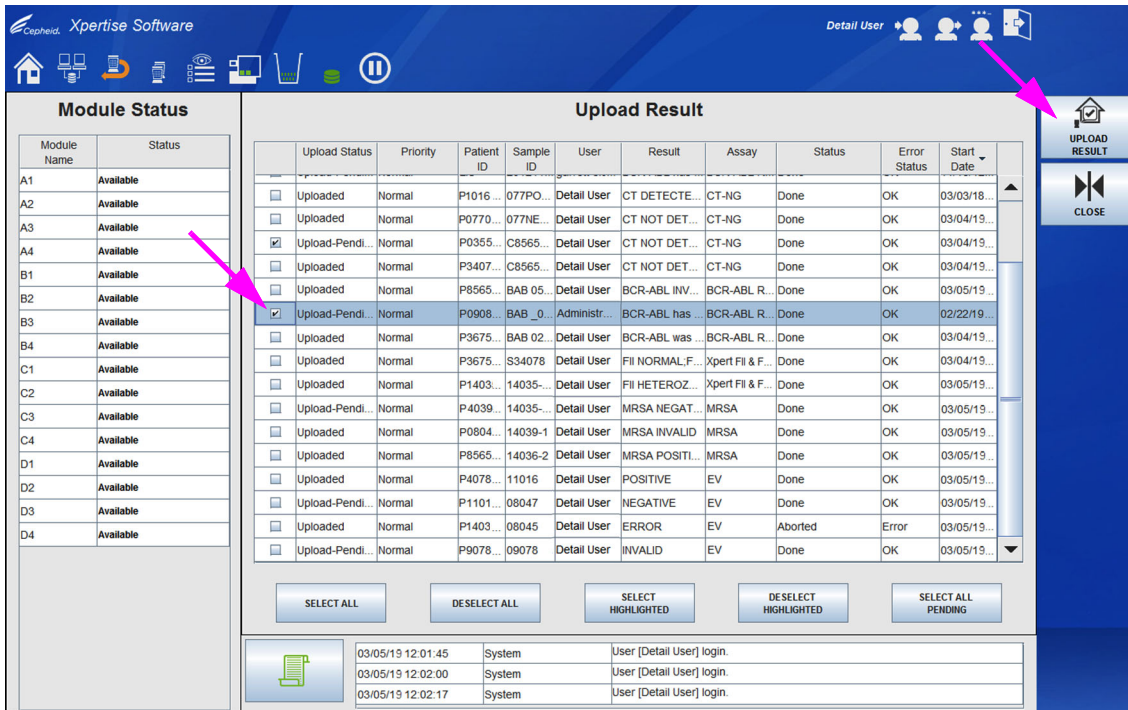 Cepheid. Xpertise Software
Detail User
Module Status
Module Name Status
A1 Available
A2 Available
A3 Available
A4 Available
B1 Available
B2 Available
B3 Available
B4 Available
C1 Available
C2 Available
C3 Available
C4 Available
D1 Available
D2 Available
D3 Available
D4 Available
Upload Result
Upload Status Priority Patient ID Sample ID User Result Assay Status Error Status Start Date
Uploaded Normal P1016 ... 077PO... Detail User CT DETECTE... CT-NG Done OK 03/03/18...
Uploaded Normal P0770... 077NE... Detail User CT NOT DET... CT-NG Done OK 03/04/19...
Upload-Pendi... Normal P0355... C8565... Detail User CT NOT DET... CT-NG Done OK 03/04/19...
Uploaded Normal P3407... C8565... Detail User CT NOT DET... CT-NG Done OK 03/04/19...
Uploaded Normal P8565... BAB 05... Detail User BCR-ABL INV... BCR-ABL R... Done OK 03/05/19...
Upload-Pendi... Normal P0908... BAB _0... Administr... BCR-ABL has ... BCR-ABL R... Done OK 02/22/19...
Uploaded Normal P3675... BAB 02... Detail User BCR-ABL was ... BCR-ABL R... Done OK 03/04/19...
Uploaded Normal P3675... S34078 Detail User FII NORMAL;F... Xpert FII & F... Done OK 03/04/19...
Uploaded Normal P1403... 14035-... Detail User FII HETEROZ... Xpert FII & F... Done OK 03/05/19...
Upload-Pendi... Normal P4039... 14035-... Detail User MRSA NEGAT... MRSA Done OK 03/05/19...
Uploaded Normal P0804... 14039-1 Detail User MRSA INVALID MRSA Done OK 03/05/19...
Uploaded Normal P8565... 14036-2 Detail User MRSA POSITI... MRSA Done OK 03/05/19...
Uploaded Normal P4078... 11016 Detail User POSITIVE EV Done OK 03/05/19...
Upload-Pendi... Normal P1101... 08047 Detail User NEGATIVE EV Done OK 03/05/19...
Uploaded Normal P1403... 08045 Detail User ERROR EV Aborted Error 03/05/19...
Upload-Pendi... Normal P9078... 09078 Detail User INVALID EV Done OK 03/05/19...
SELECT ALL
DESELECT ALL
SELECT HIGHLIGHTED
DESELECT HIGHLIGHTED
SELECT ALL PENDING
03/05/19 12:01:45 System User [Detail User] login.
03/05/19 12:02:00 System User [Detail User] login.
03/05/19 12:02:17 System User [Detail User] login.
UPLOAD RESULT
CLOSE